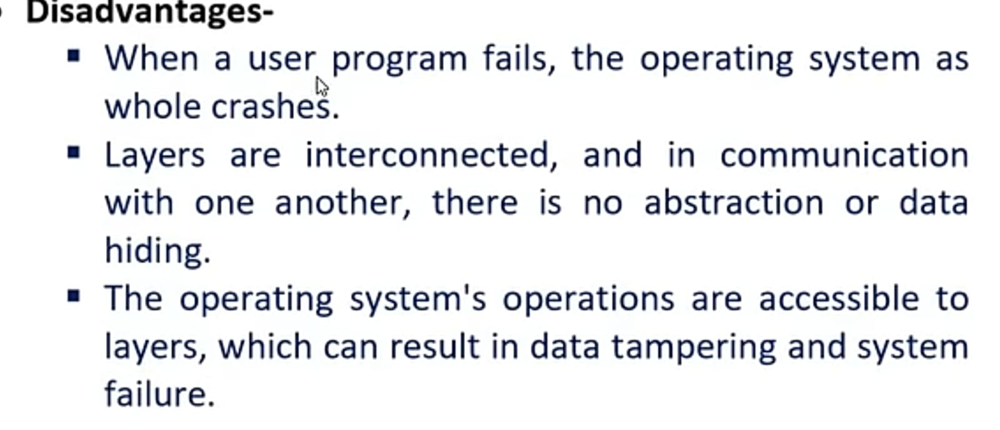 Disadvantages-
▪ When a user program fails, the operating system as
whole crashes.
▪ Layers are interconnected, and in communication
with one another, there is no abstraction or data
hiding.
▪ The operating system's operations are accessible to
layers, which can result in data tampering and system
failure.